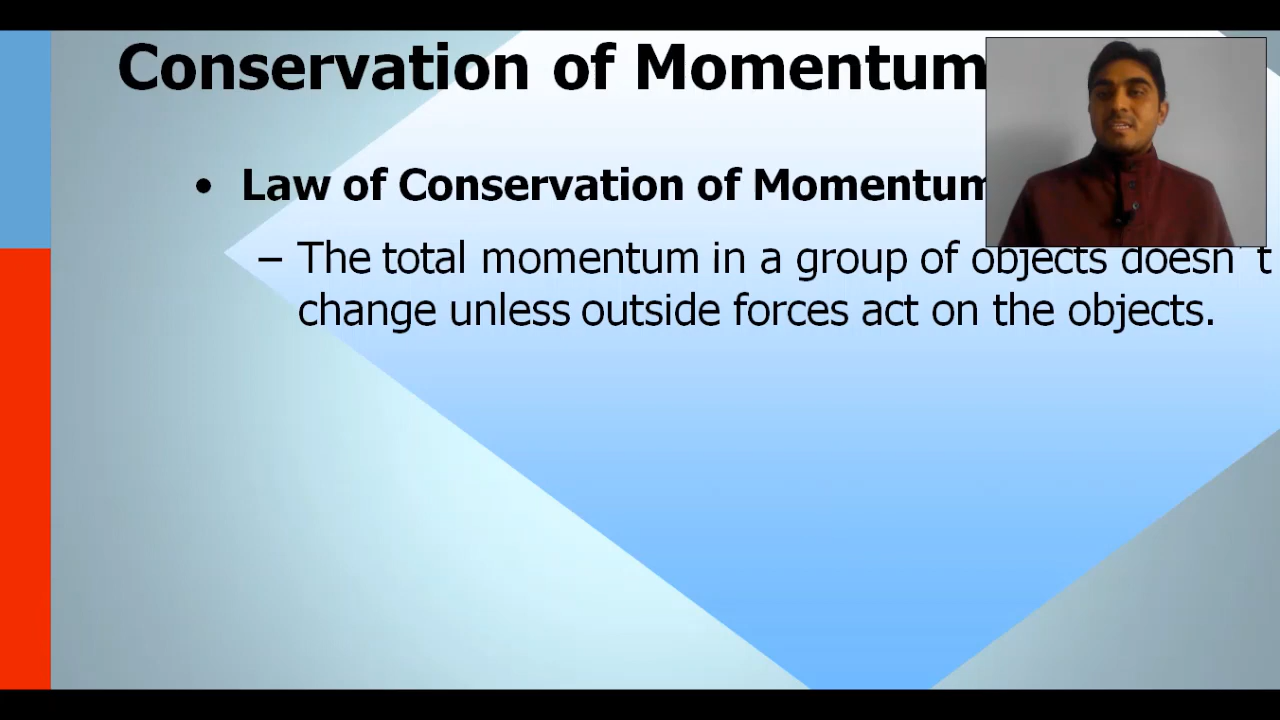 Conservation of Momentum
• Law of Conservation of Momentum
– The total momentum in a group of objects doesn't
change unless outside forces act on the objects.